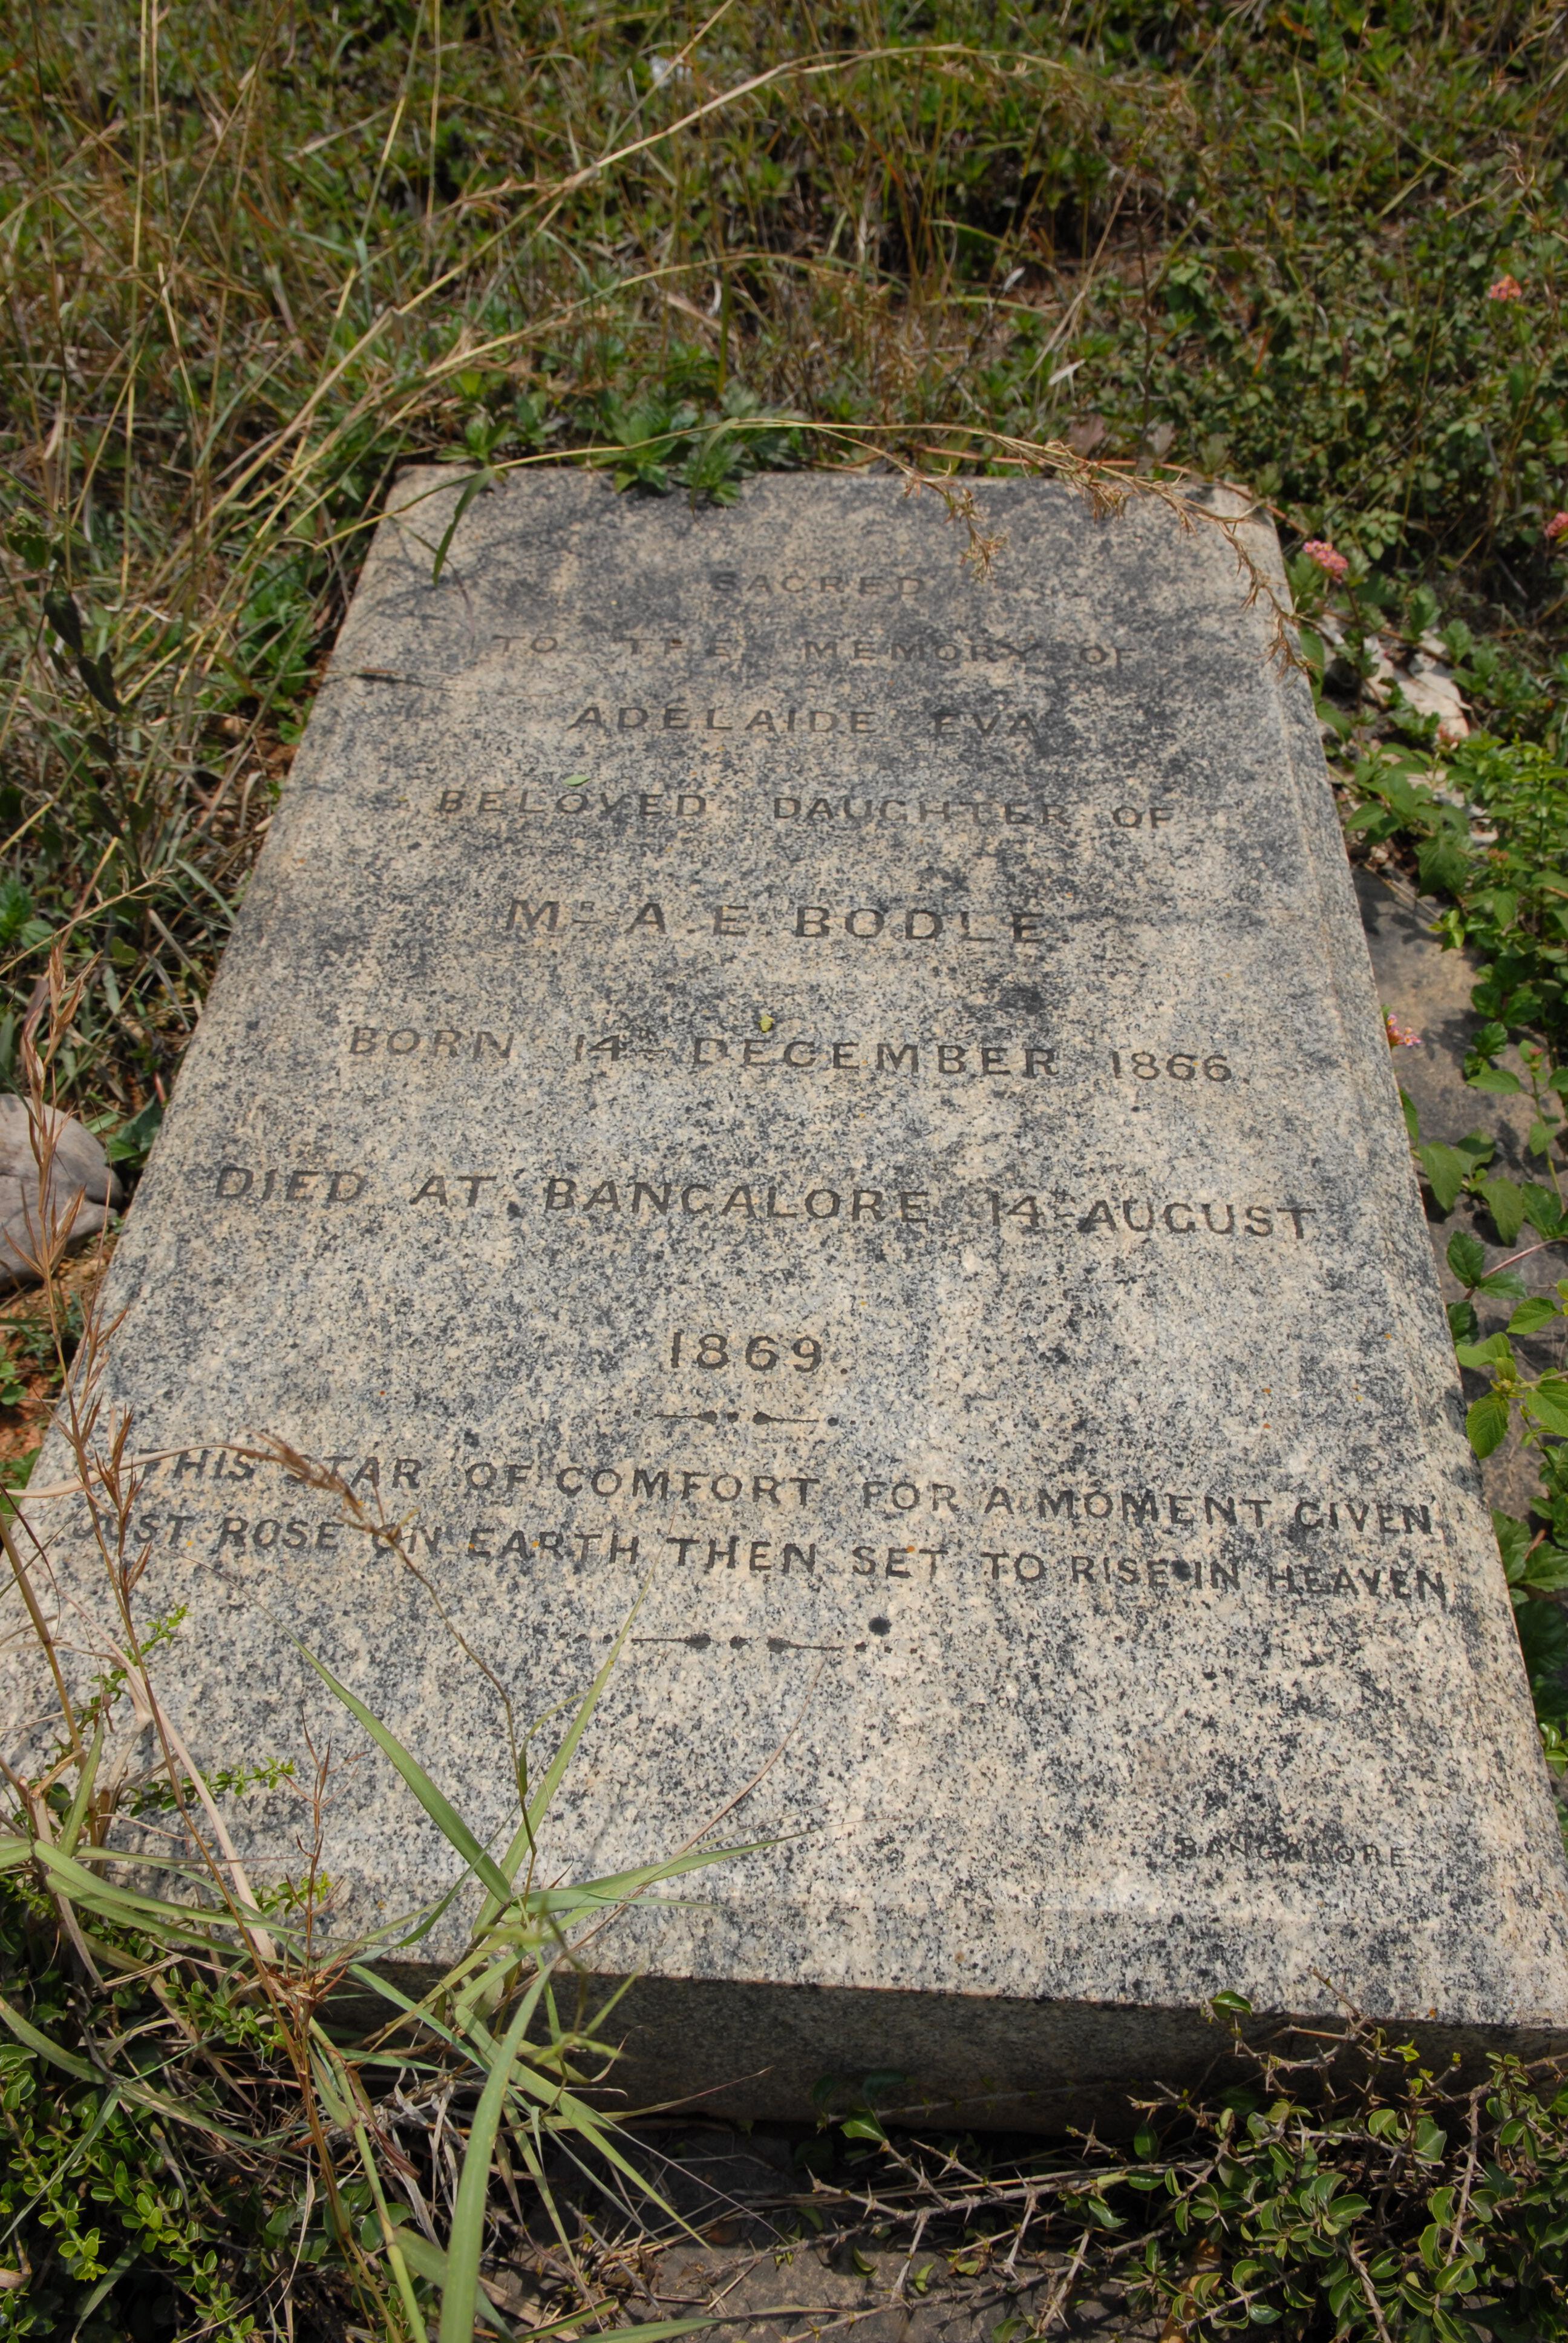 SACRED
TO THE MEMORY OF
ADELAIDE EVA
BELOVED DAUGHTER OF
Mr A. E. BODLE.
BORN 14th DECEMBER 1866.
DIED AT BANGALORE 14th AUGUST
1869.
THIS STAR OF COMFORT FOR A MOMENT GIVEN
JUST ROSE ON EARTH THEN SET TO RISE IN HEAVEN
BANGALORE